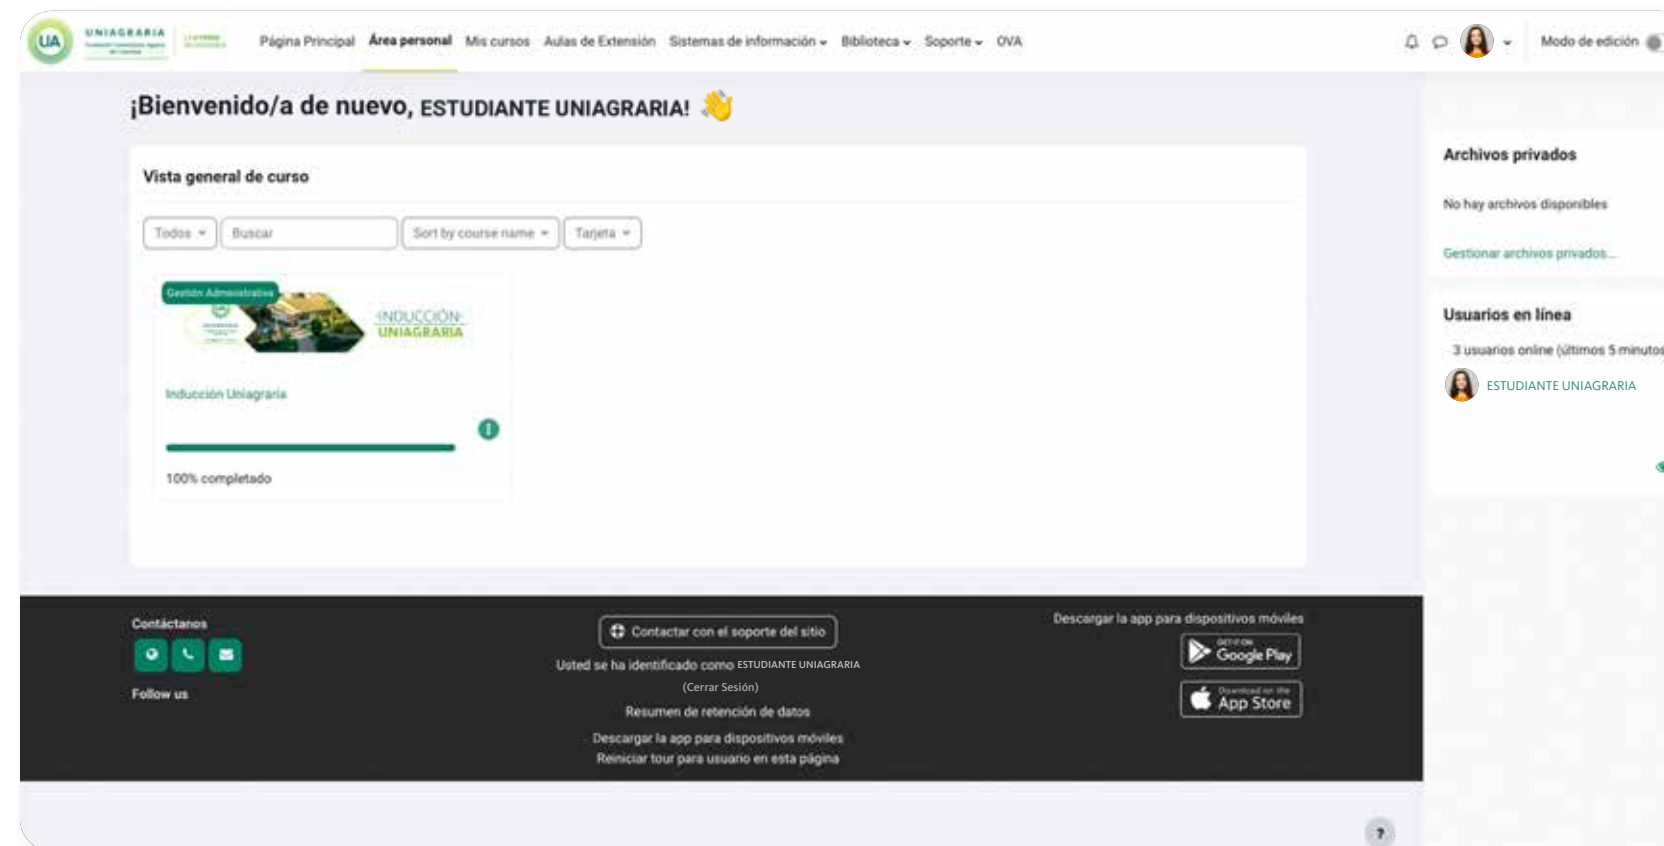 UA UNIAGRARIA
Página Principal Área personal Mis cursos Aulas de Extensión Sistemas de información Biblioteca Soporte OVA Modo de edición
¡Bienvenido/a de nuevo, ESTUDIANTE UNIAGRARIA! 👋
Vista general de curso
Todos Buscar Sort by course name Tarjeta
Gestión Administrativa
INDUCCIÓN
UNIAGRARIA
Inducción Uniagraria
100% completado
Archivos privados
No hay archivos disponibles
Gestionar archivos privados...
Usuarios en línea
3 usuarios online (últimos 5 minutos
ESTUDIANTE UNIAGRARIA
Contáctanos
Follow us
Contactar con el soporte del sitio
Usted se ha identificado como ESTUDIANTE UNIAGRARIA
(Cerrar Sesión)
Resumen de retención de datos
Descargar la app para dispositivos móviles
Reiniciar tour para usuario en esta página
Descargar la app para dispositivos móviles
GET IT ON
Google Play
Download on the
App Store
?